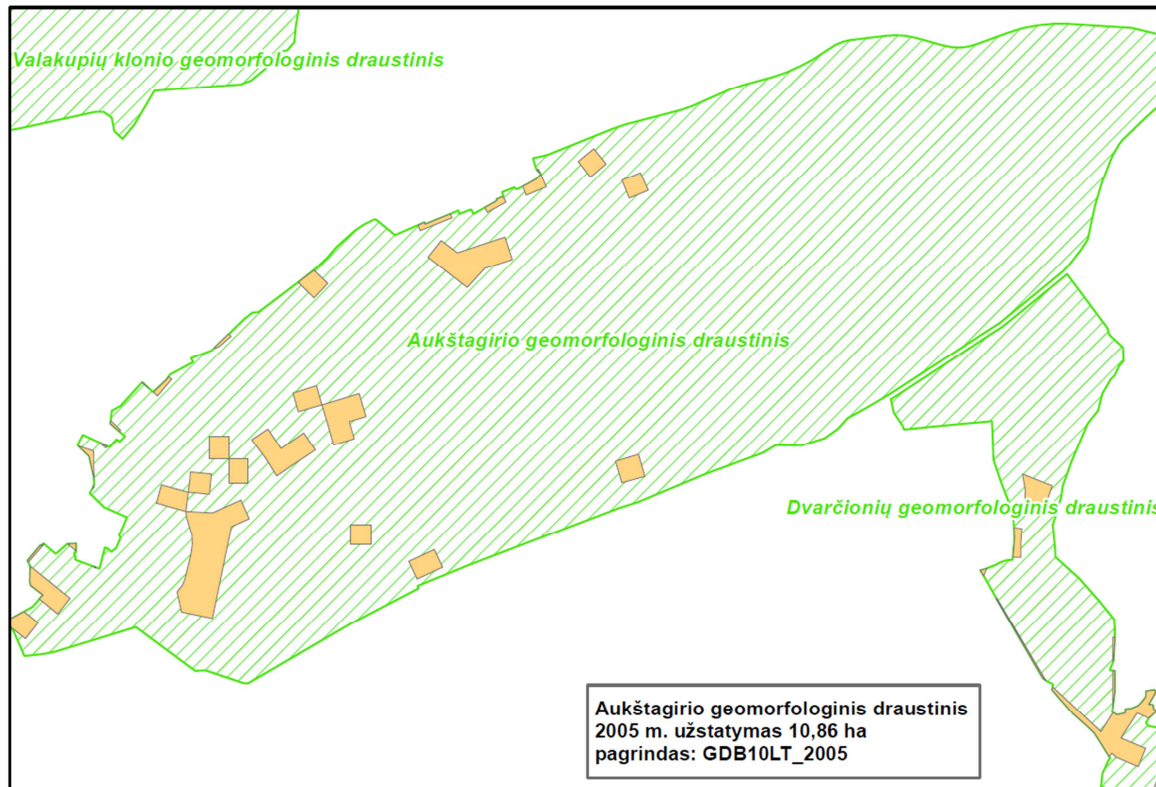 Valakupių klonio geomorfologinis draustinis
Aukštagirio geomorfologinis draustinis
Dvarčionių geomorfologinis draustinis
Aukštagirio geomorfologinis draustinis
2005 m. užstatymas 10,86 ha
pagrindas: GDB10LT_2005